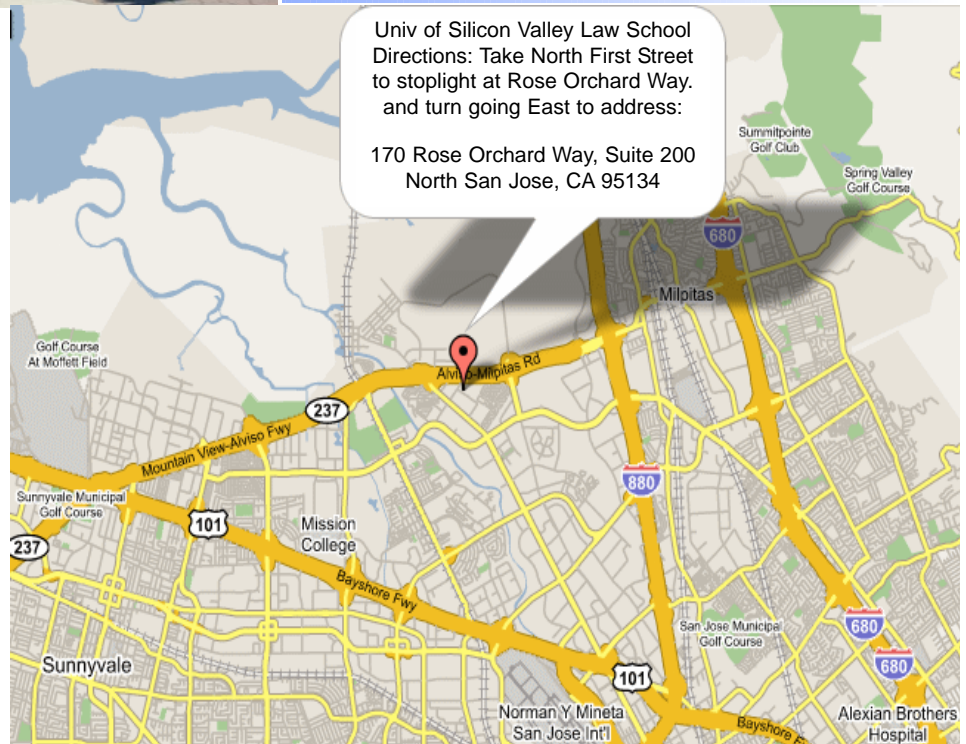 Univ of Silicon Valley Law School
Directions: Take North First Street
to stoplight at Rose Orchard Way.
and turn going East to address:
170 Rose Orchard Way, Suite 200
North San Jose, CA 95134
Summitpointe
Golf Club
Spring Valley
Golf Course
680
Milpitas
Golf Course
At Moffett Field
Alviso-Milpitas Rd
237
Mountain View-Alviso Fwy
880
Sunnyvale Municipal
Golf Course
101
Mission
College
237
Bayshore Fwy
San Jose Municipal
Golf Course
680
680
Sunnyvale
101
Norman Y Mineta
San Jose Int'l
Bayshore F
Alexian Brothers
Hospital